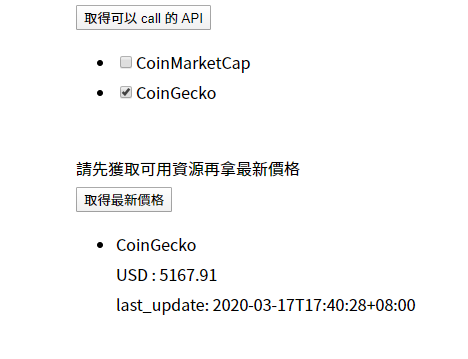 取得可以 call 的 API
CoinMarketCap
CoinGecko
請先獲取可用資源再拿最新價格
取得最新價格
CoinGecko
USD : 5167.91
last_update: 2020-03-17T17:40:28+08:00